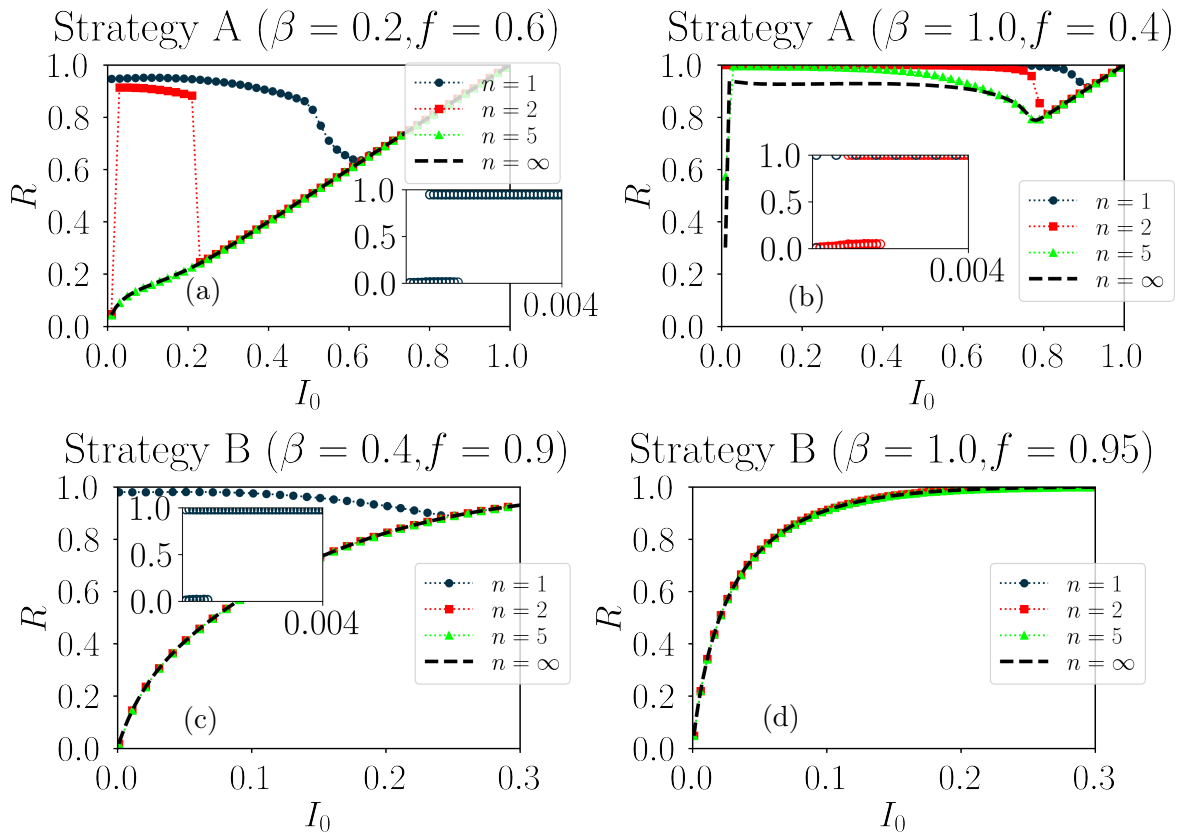 Strategy A (β = 0.2,f = 0.6)
1.0
0.8
0.6
0.4
0.2
0.0
R
n = 1
n = 2
n = 5
n = ∞
1.0
0.5
0.0
0.004
(a)
0.0 0.2 0.4 0.6 0.8 1.0
I0
Strategy A (β = 1.0,f = 0.4)
1.0
0.8
0.6
0.4
0.2
0.0
R
1.0
0.5
0.0
0.004
n = 1
n = 2
n = 5
n = ∞
(b)
0.0 0.2 0.4 0.6 0.8 1.0
I0
Strategy B (β = 0.4,f = 0.9)
1.0
0.8
0.6
0.4
0.2
0.0
R
1.0
0.5
0.0
0.004
n = 1
n = 2
n = 5
n = ∞
(c)
0.0 0.1 0.2 0.3
I0
Strategy B (β = 1.0,f = 0.95)
1.0
0.8
0.6
0.4
0.2
0.0
R
n = 1
n = 2
n = 5
n = ∞
(d)
0.0 0.1 0.2 0.3
I0